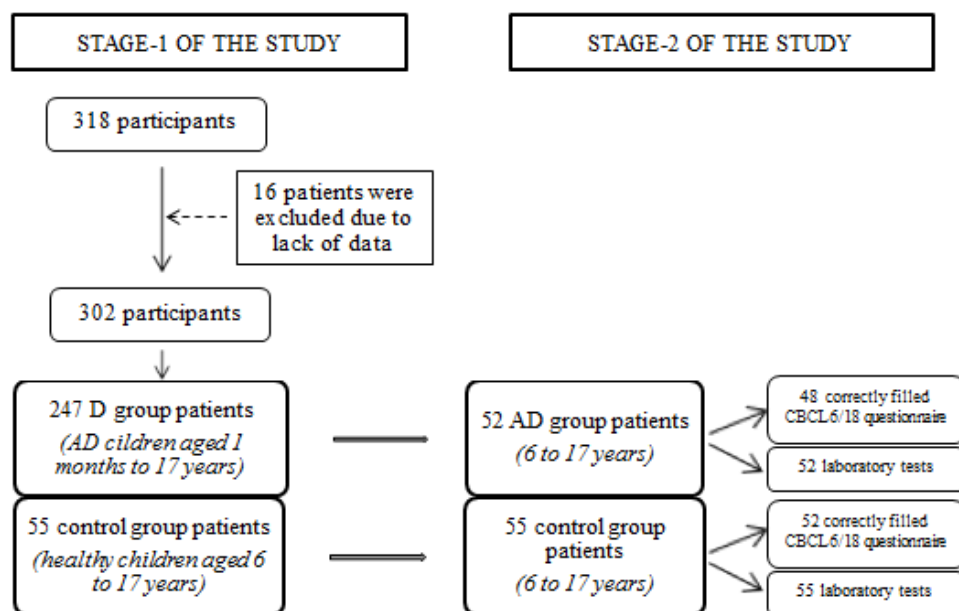 STAGE-1 OF THE STUDY
STAGE-2 OF THE STUDY
318 participants
16 patients were
excluded due to
lack of data
302 participants
247 D group patients
(AD cildren aged 1
months to 17 years)
52 AD group patients
(6 to 17 years)
48 correctly filled
CBCL6/18 questionnaire
52 laboratory tests
55 control group patients
(healthy children aged 6
to 17 years)
55 control group
patients
(6 to 17 years)
52 correctly filled
CBCL6/18 questionnaire
55 laboratory tests